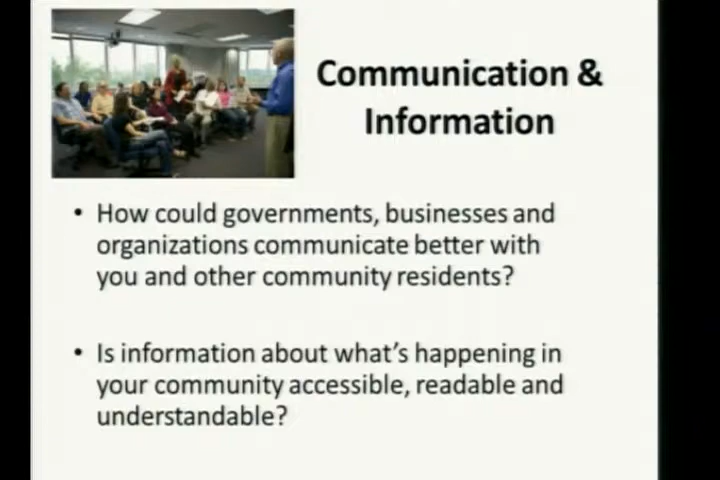 Communication &
Information
• How could governments, businesses and
organizations communicate better with
you and other community residents?
• Is information about what's happening in
your community accessible, readable and
understandable?